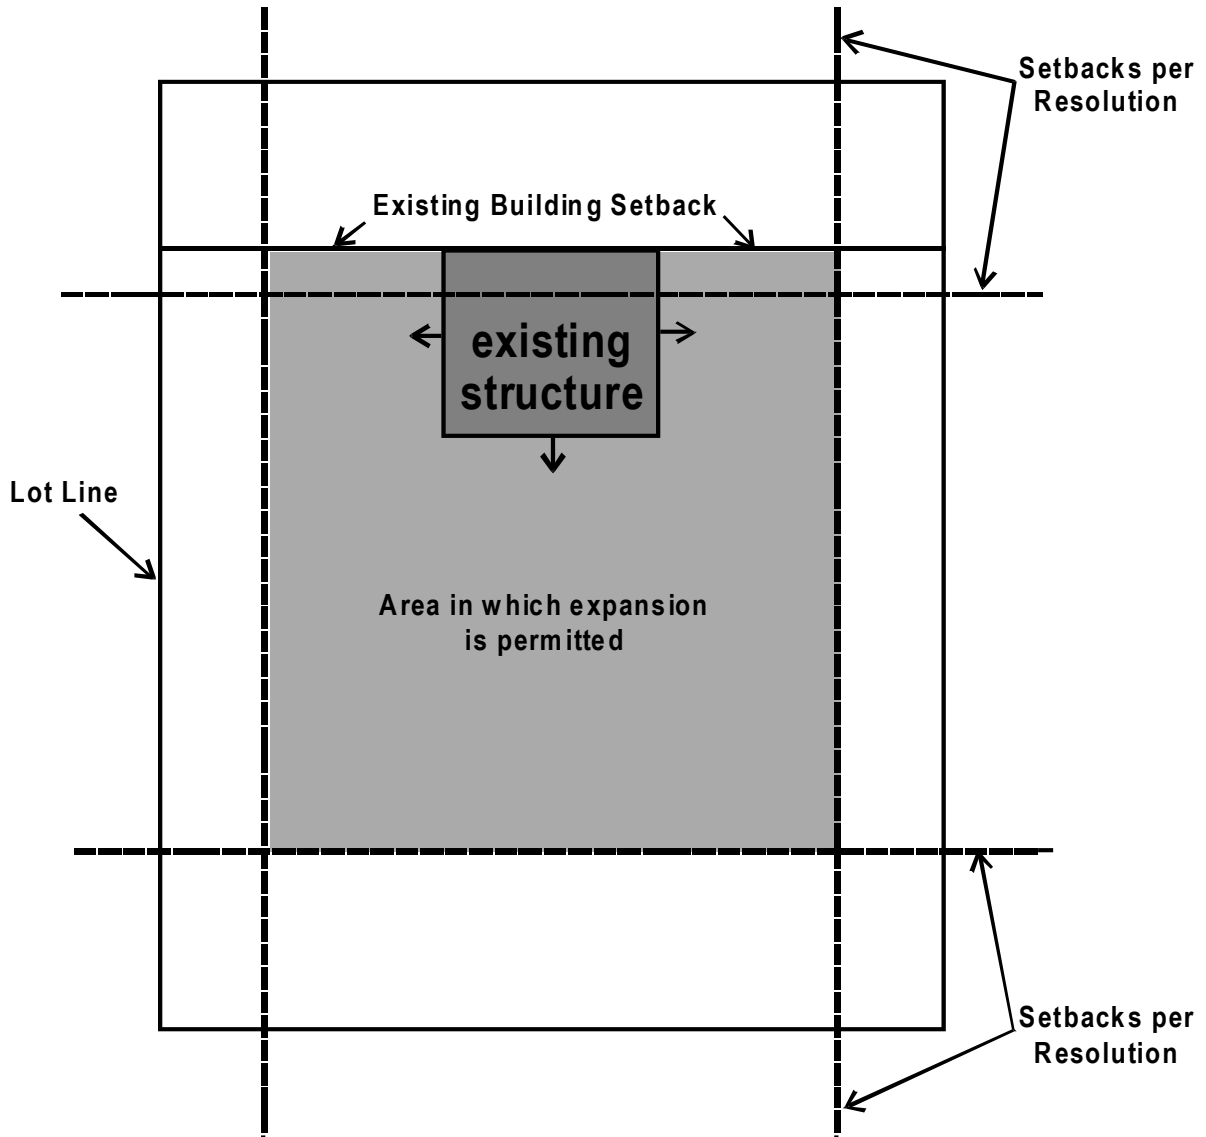 Setbacks per
Resolution
Existing Building Setback
existing
structure
Lot Line
Area in which expansion
is permitted
Setbacks per
Resolution